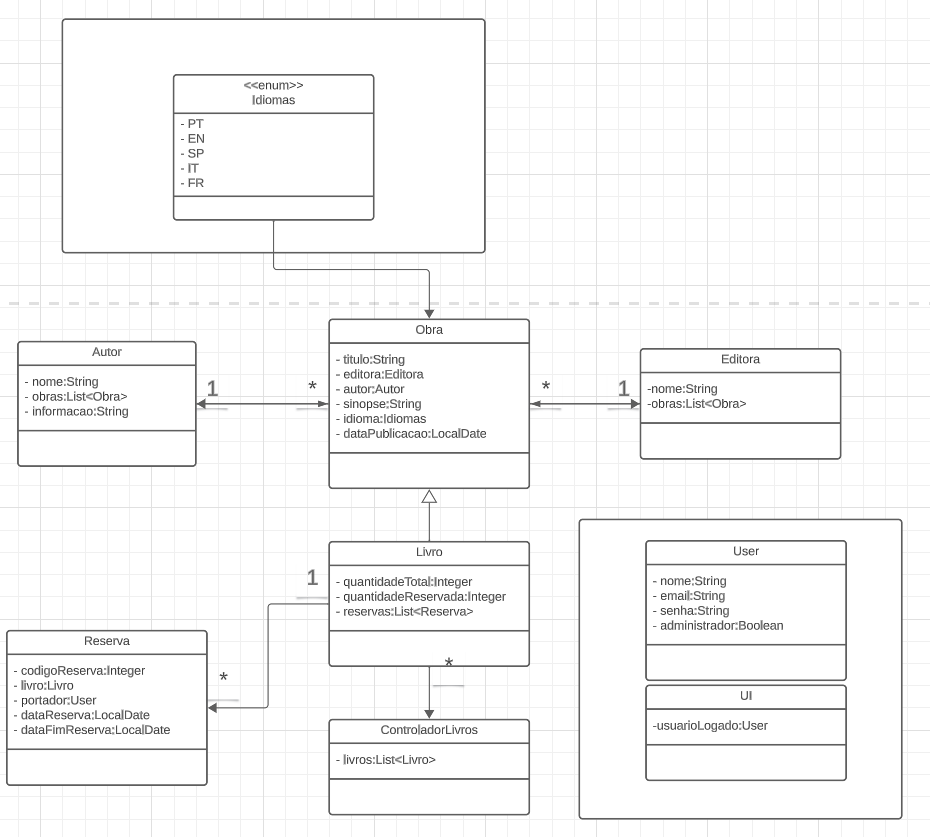 <<enum>>
Idiomas
- PT
- EN
- SP
- IT
- FR
Autor
- nome:String
- obras:List<Obra>
- informacao:String
1
*
Obra
- titulo:String
- editora:Editora
- autor:Autor
- sinopse:String
- idioma:Idiomas
- dataPublicacao:LocalDate
*
1
Editora
-nome:String
-obras:List<Obra>
Livro
- quantidadeTotal:Integer
- quantidadeReservada:Integer
- reservas:List<Reserva>
1
*
Reserva
- codigoReserva:Integer
- livro:Livro
- portador:User
- dataReserva:LocalDate
- dataFimReserva:LocalDate
*
ControladorLivros
- livros:List<Livro>
User
- nome:String
- email:String
- senha:String
- administrador:Boolean
UI
-usuarioLogado:User